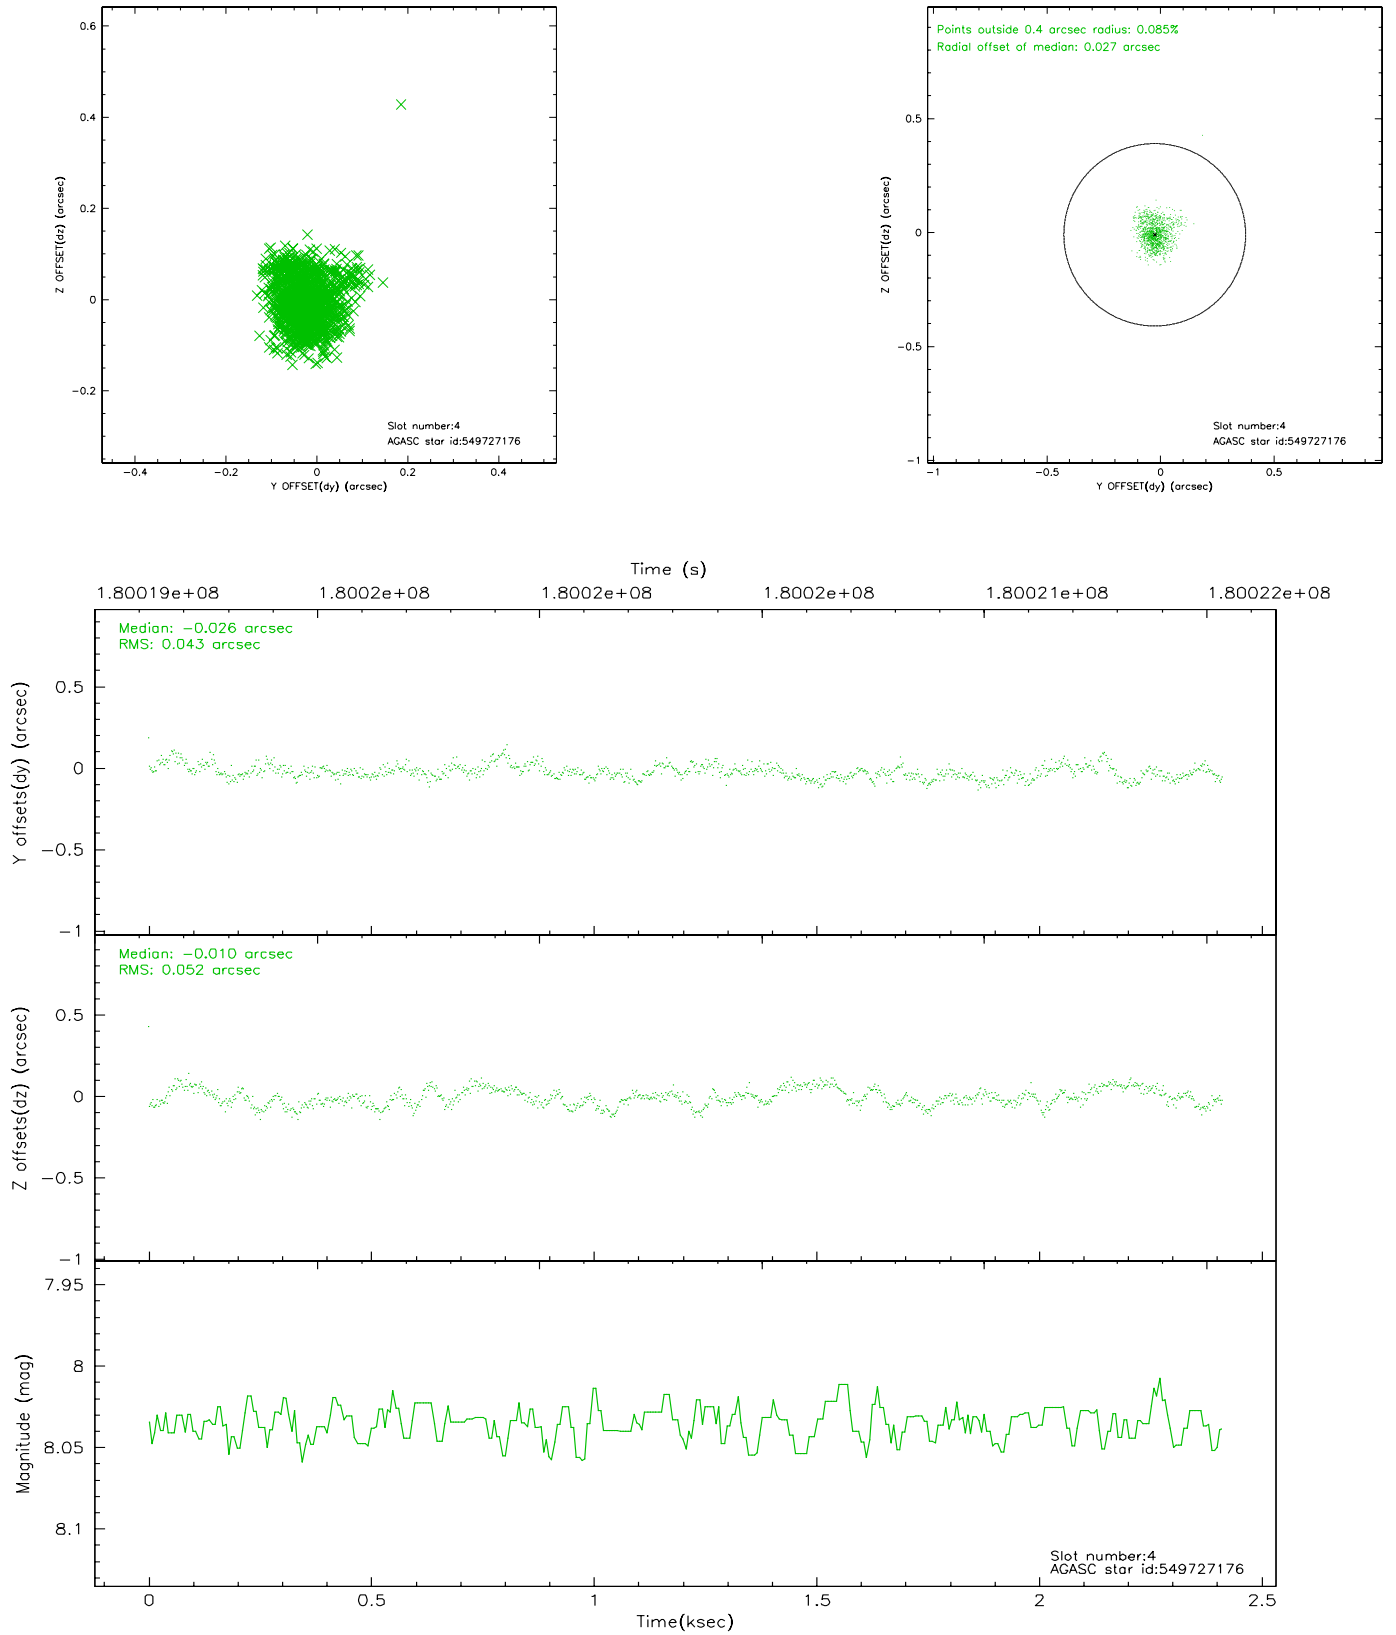 0.6
0.4
0.2
0
−0.2
Z OFFSET(dz) (arcsec)
−0.4
−0.2
0
0.2
0.4
Y OFFSET(dy) (arcsec)
Slot number:4
AGASC star id:549727176
Points outside 0.4 arcsec radius: 0.085%
Radial offset of median: 0.027 arcsec
0.5
0
−0.5
−1
Z OFFSET(dz) (arcsec)
−1
−0.5
0
0.5
Y OFFSET(dy) (arcsec)
Slot number:4
AGASC star id:549727176
Time (s)
1.80019e+08
1.8002e+08
1.8002e+08
1.8002e+08
1.80021e+08
1.80022e+08
Median: −0.026 arcsec
RMS: 0.043 arcsec
0.5
0
−0.5
−1
Y offsets(dy) (arcsec)
Median: −0.010 arcsec
RMS: 0.052 arcsec
0.5
0
−0.5
−1
Z offsets(dz) (arcsec)
7.95
8
8.05
8.1
Magnitude (mag)
Slot number:4
AGASC star id:549727176
0
0.5
1
1.5
2
2.5
Time(ksec)